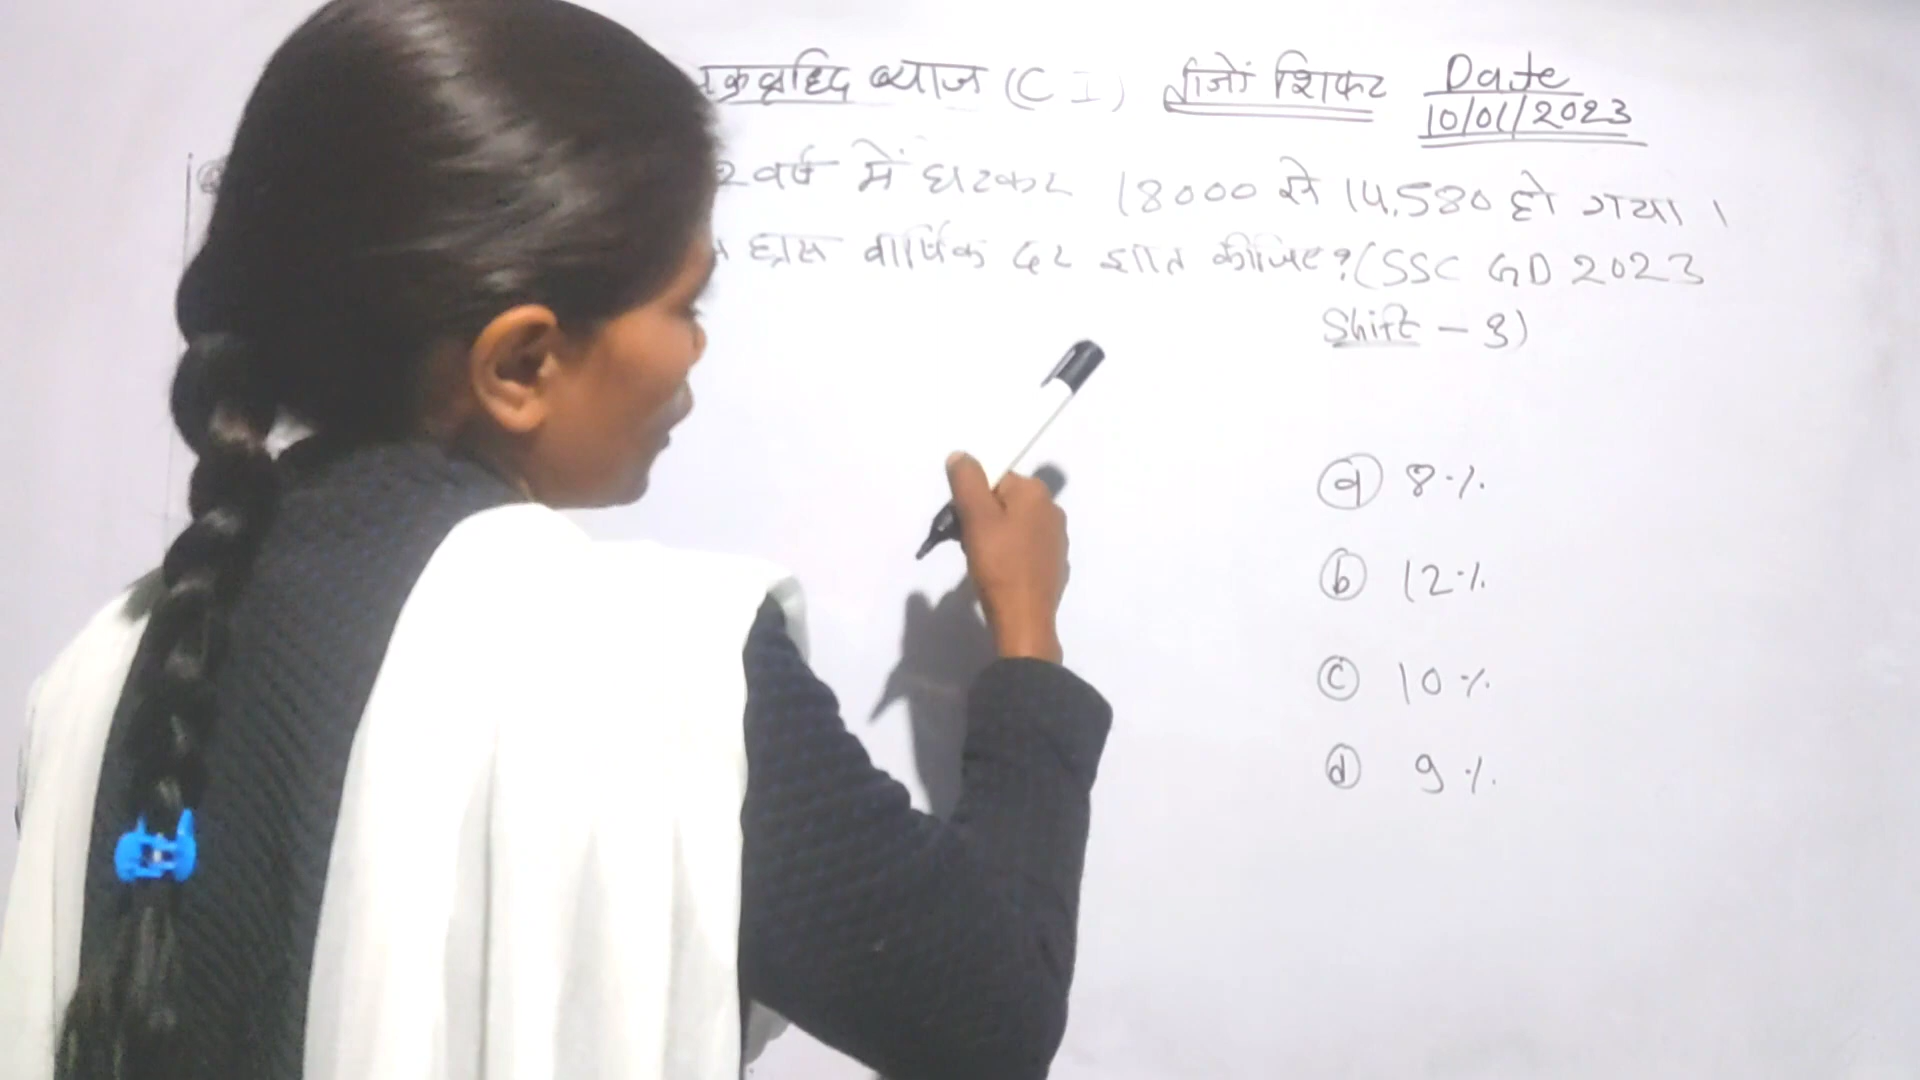 चक्रवृद्धि ब्याज (C I) तीजों शिफ्ट Date
10/01/2023
2 वर्ष में घटकर 18000 से 14,580 हो गया ।
ह्रास वार्षिक दर ज्ञात कीजिए ? (SSC GD 2023
Shift - 3)
a 8%
b 12%
c 10%
d 9%